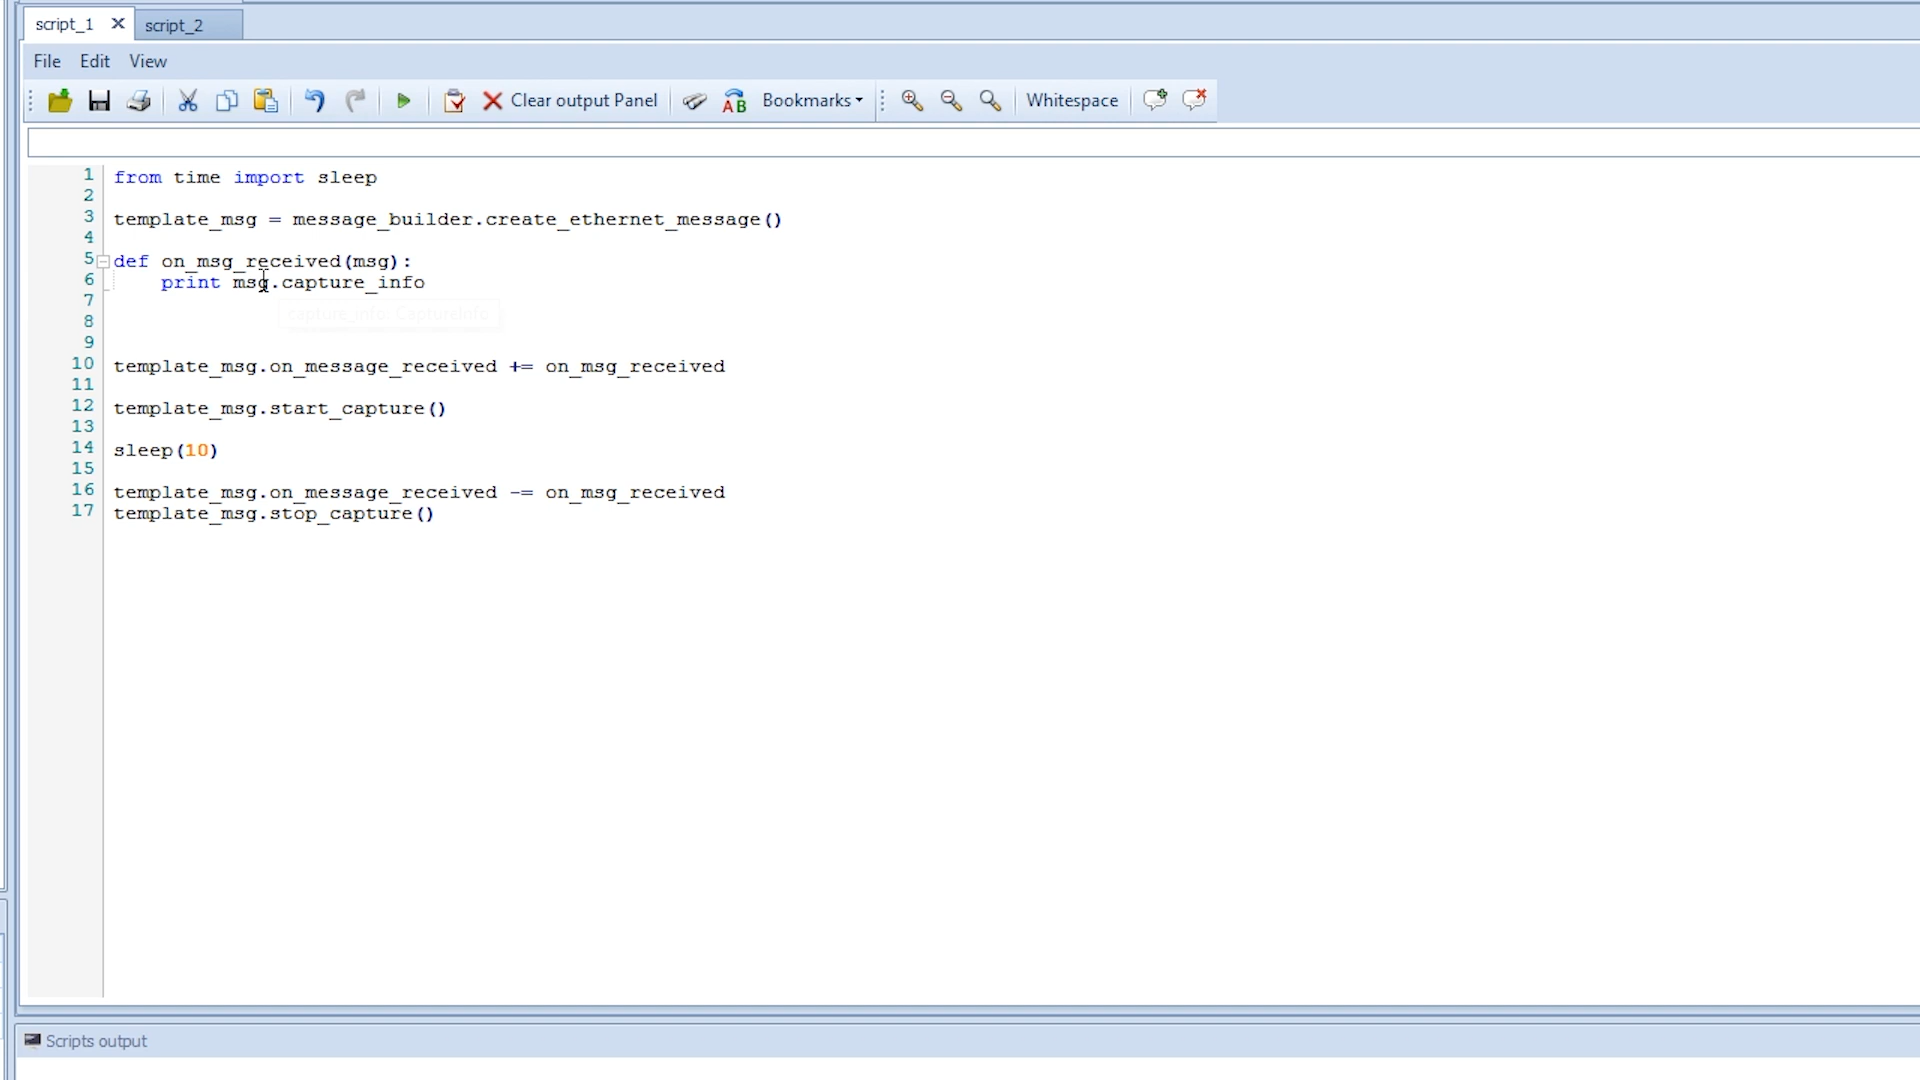 script_1
script_2
File Edit View
Clear output Panel AB Bookmarks Whitespace
1 from time import sleep
2
3 template_msg = message_builder.create_ethernet_message()
4
5 def on_msg_received(msg):
6 print msg.capture_info
capture_info: CaptureInfo
7
8
9
10 template_msg.on_message_received += on_msg_received
11
12 template_msg.start_capture()
13
14 sleep(10)
15
16 template_msg.on_message_received -= on_msg_received
17 template_msg.stop_capture()
Scripts output